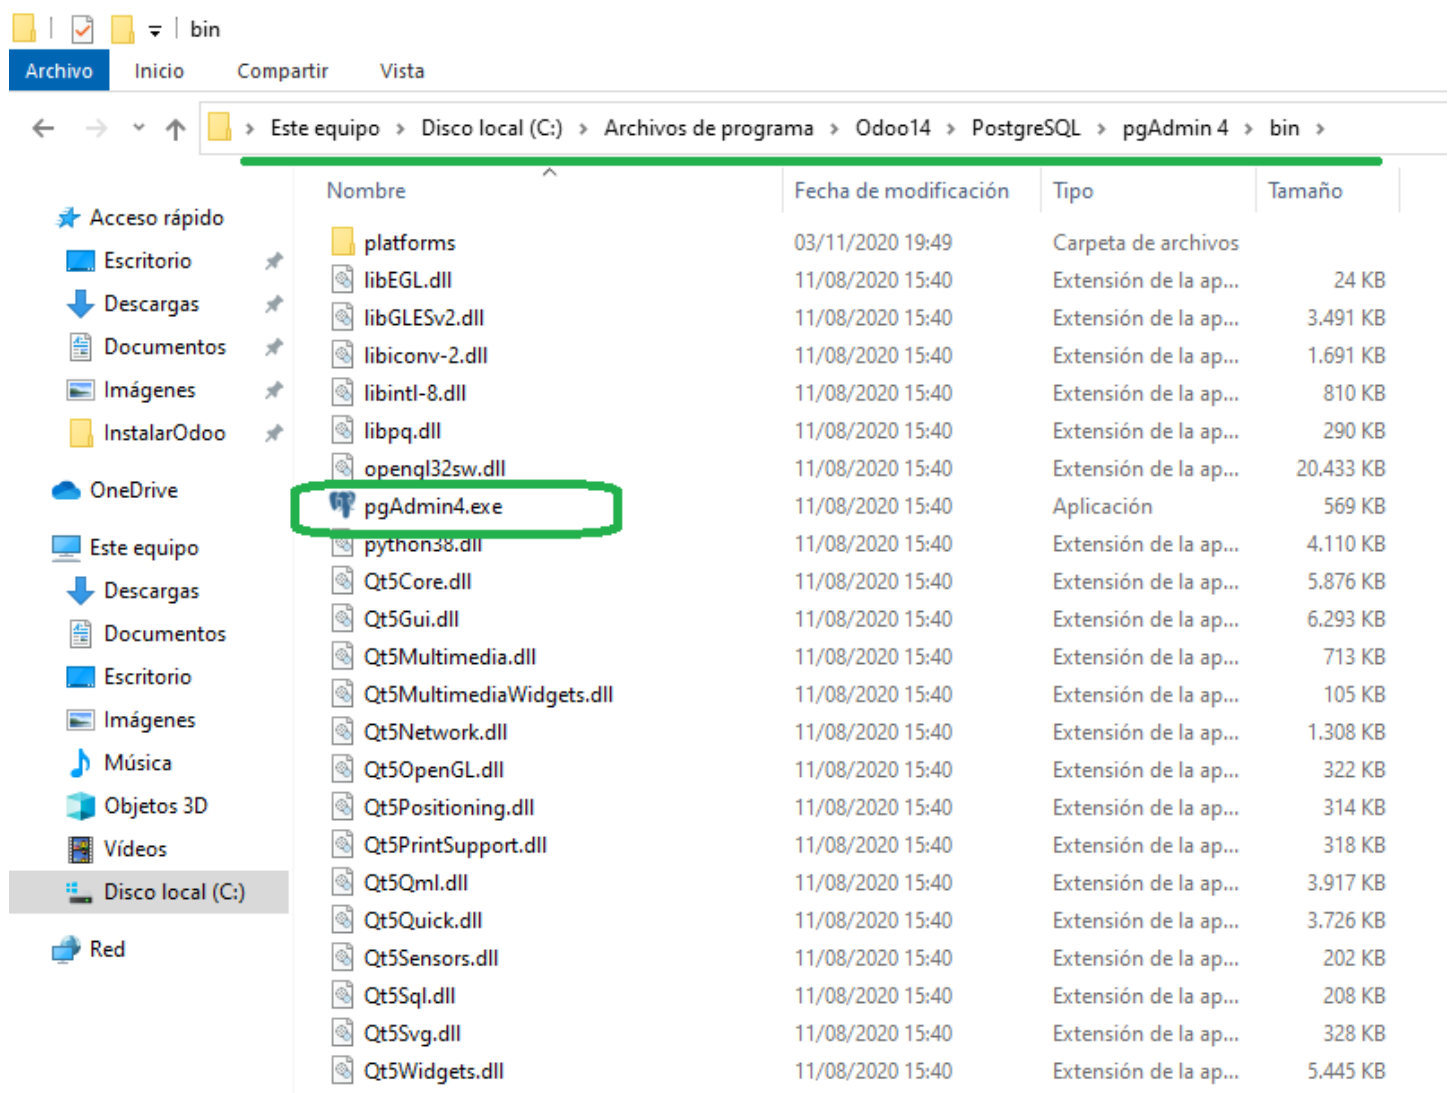 bin
Archivo Inicio Compartir Vista
Este equipo > Disco local (C:) > Archivos de programa > Odoo14 > PostgreSQL > pgAdmin 4 > bin >
Nombre Fecha de modificación Tipo Tamaño
Acceso rápido
Escritorio
Descargas
Documentos
Imágenes
InstalarOdoo
OneDrive
Este equipo
Descargas
Documentos
Escritorio
Imágenes
Música
Objetos 3D
Vídeos
Disco local (C:)
Red
platforms 03/11/2020 19:49 Carpeta de archivos
libEGL.dll 11/08/2020 15:40 Extensión de la ap... 24 KB
libGLESv2.dll 11/08/2020 15:40 Extensión de la ap... 3.491 KB
libiconv-2.dll 11/08/2020 15:40 Extensión de la ap... 1.691 KB
libintl-8.dll 11/08/2020 15:40 Extensión de la ap... 810 KB
libpq.dll 11/08/2020 15:40 Extensión de la ap... 290 KB
opengl32sw.dll 11/08/2020 15:40 Extensión de la ap... 20.433 KB
pgAdmin4.exe 11/08/2020 15:40 Aplicación 569 KB
python38.dll 11/08/2020 15:40 Extensión de la ap... 4.110 KB
Qt5Core.dll 11/08/2020 15:40 Extensión de la ap... 5.876 KB
Qt5Gui.dll 11/08/2020 15:40 Extensión de la ap... 6.293 KB
Qt5Multimedia.dll 11/08/2020 15:40 Extensión de la ap... 713 KB
Qt5MultimediaWidgets.dll 11/08/2020 15:40 Extensión de la ap... 105 KB
Qt5Network.dll 11/08/2020 15:40 Extensión de la ap... 1.308 KB
Qt5OpenGL.dll 11/08/2020 15:40 Extensión de la ap... 322 KB
Qt5Positioning.dll 11/08/2020 15:40 Extensión de la ap... 314 KB
Qt5PrintSupport.dll 11/08/2020 15:40 Extensión de la ap... 318 KB
Qt5Qml.dll 11/08/2020 15:40 Extensión de la ap... 3.917 KB
Qt5Quick.dll 11/08/2020 15:40 Extensión de la ap... 3.726 KB
Qt5Sensors.dll 11/08/2020 15:40 Extensión de la ap... 202 KB
Qt5Sql.dll 11/08/2020 15:40 Extensión de la ap... 208 KB
Qt5Svg.dll 11/08/2020 15:40 Extensión de la ap... 328 KB
Qt5Widgets.dll 11/08/2020 15:40 Extensión de la ap... 5.445 KB